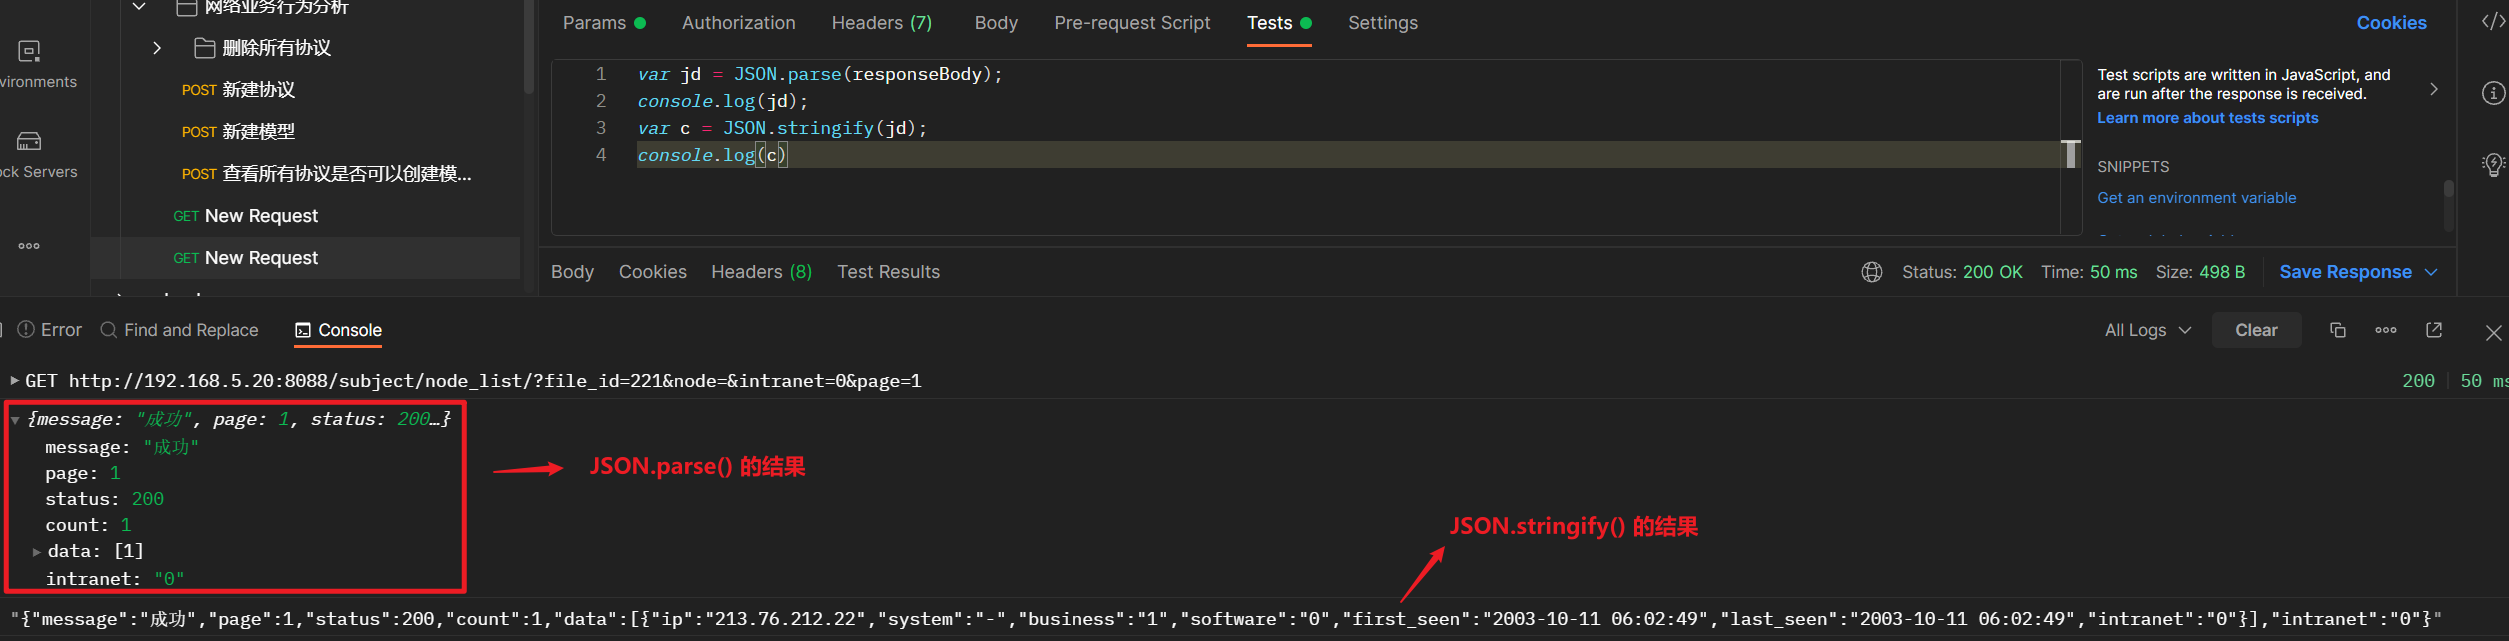 网络业务行为分析
删除所有协议
POST 新建协议
POST 新建模型
POST 查看所有协议是否可以创建模...
GET New Request
GET New Request
vironments
ock Servers
Params
Authorization
Headers (7)
Body
Pre-request Script
Tests
Settings
Cookies
1 var jd = JSON.parse(responseBody);
2 console.log(jd);
3 var c = JSON.stringify(jd);
4 console.log(c)
Test scripts are written in JavaScript, and
are run after the response is received.
Learn more about tests scripts
SNIPPETS
Get an environment variable
Body
Cookies
Headers (8)
Test Results
Status: 200 OK
Time: 50 ms
Size: 498 B
Save Response
Error
Find and Replace
Console
All Logs
Clear
GET http://192.168.5.20:8088/subject/node_list/?file_id=221&node=&intranet=0&page=1
200
50 ms
{message: "成功", page: 1, status: 200…}
message: "成功"
page: 1
status: 200
count: 1
data: [1]
intranet: "0"
JSON.parse() 的结果
JSON.stringify() 的结果
"{"message":"成功","page":1,"status":200,"count":1,"data":[{"ip":"213.76.212.22","system":"-","business":"1","software":"0","first_seen":"2003-10-11 06:02:49","last_seen":"2003-10-11 06:02:49","intranet":"0"}],"intranet":"0"}"